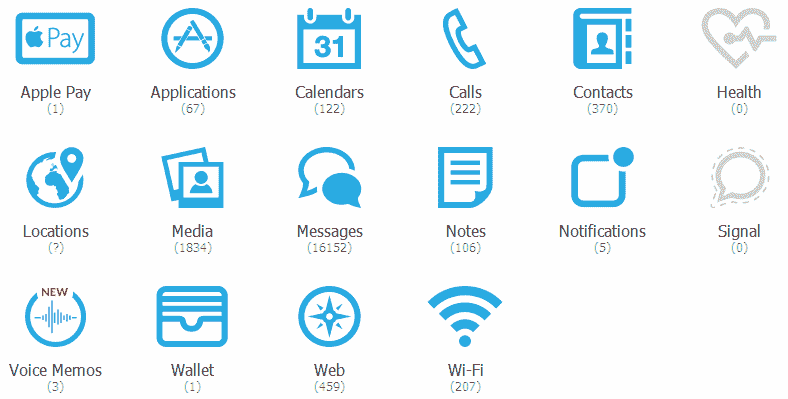 Pay
31
Apple Pay
(1)
Applications
(67)
Calendars
(122)
Calls
(222)
Contacts
(370)
Health
(0)
Locations
(?)
Media
(1834)
Messages
(16152)
Notes
(106)
Notifications
(5)
Signal
(0)
NEW
Voice Memos
(3)
Wallet
(1)
Web
(459)
Wi-Fi
(207)